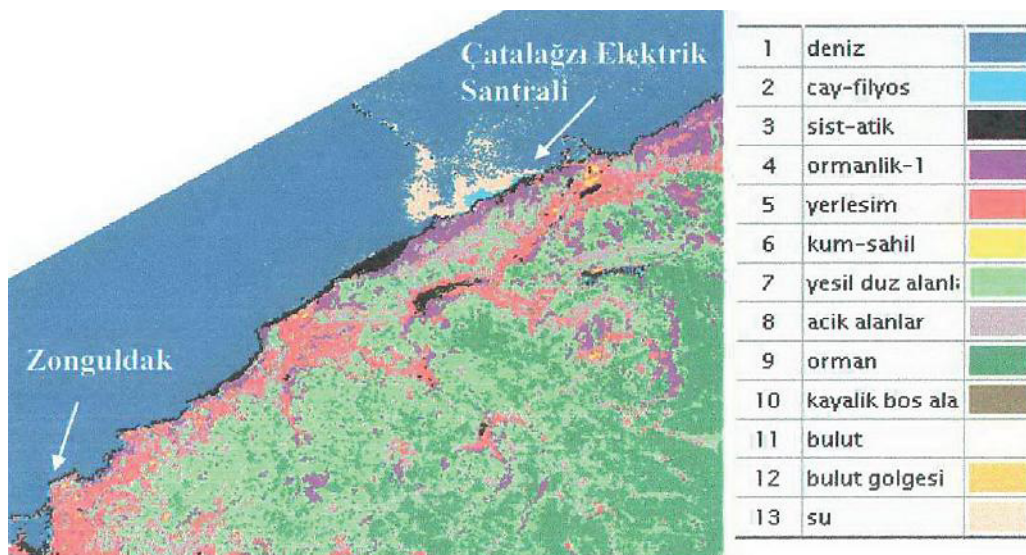 Çatalağzı Elektrik
Santrali
Zonguldak
1 deniz
2 cay-filyos
3 sist-atik
4 ormanlik-1
5 yerlesim
6 kum-sahil
7 yesil duz alanl
8 acik alanlar
9 orman
10 kayalik bos ala
11 bulut
12 bulut golgesi
13 su